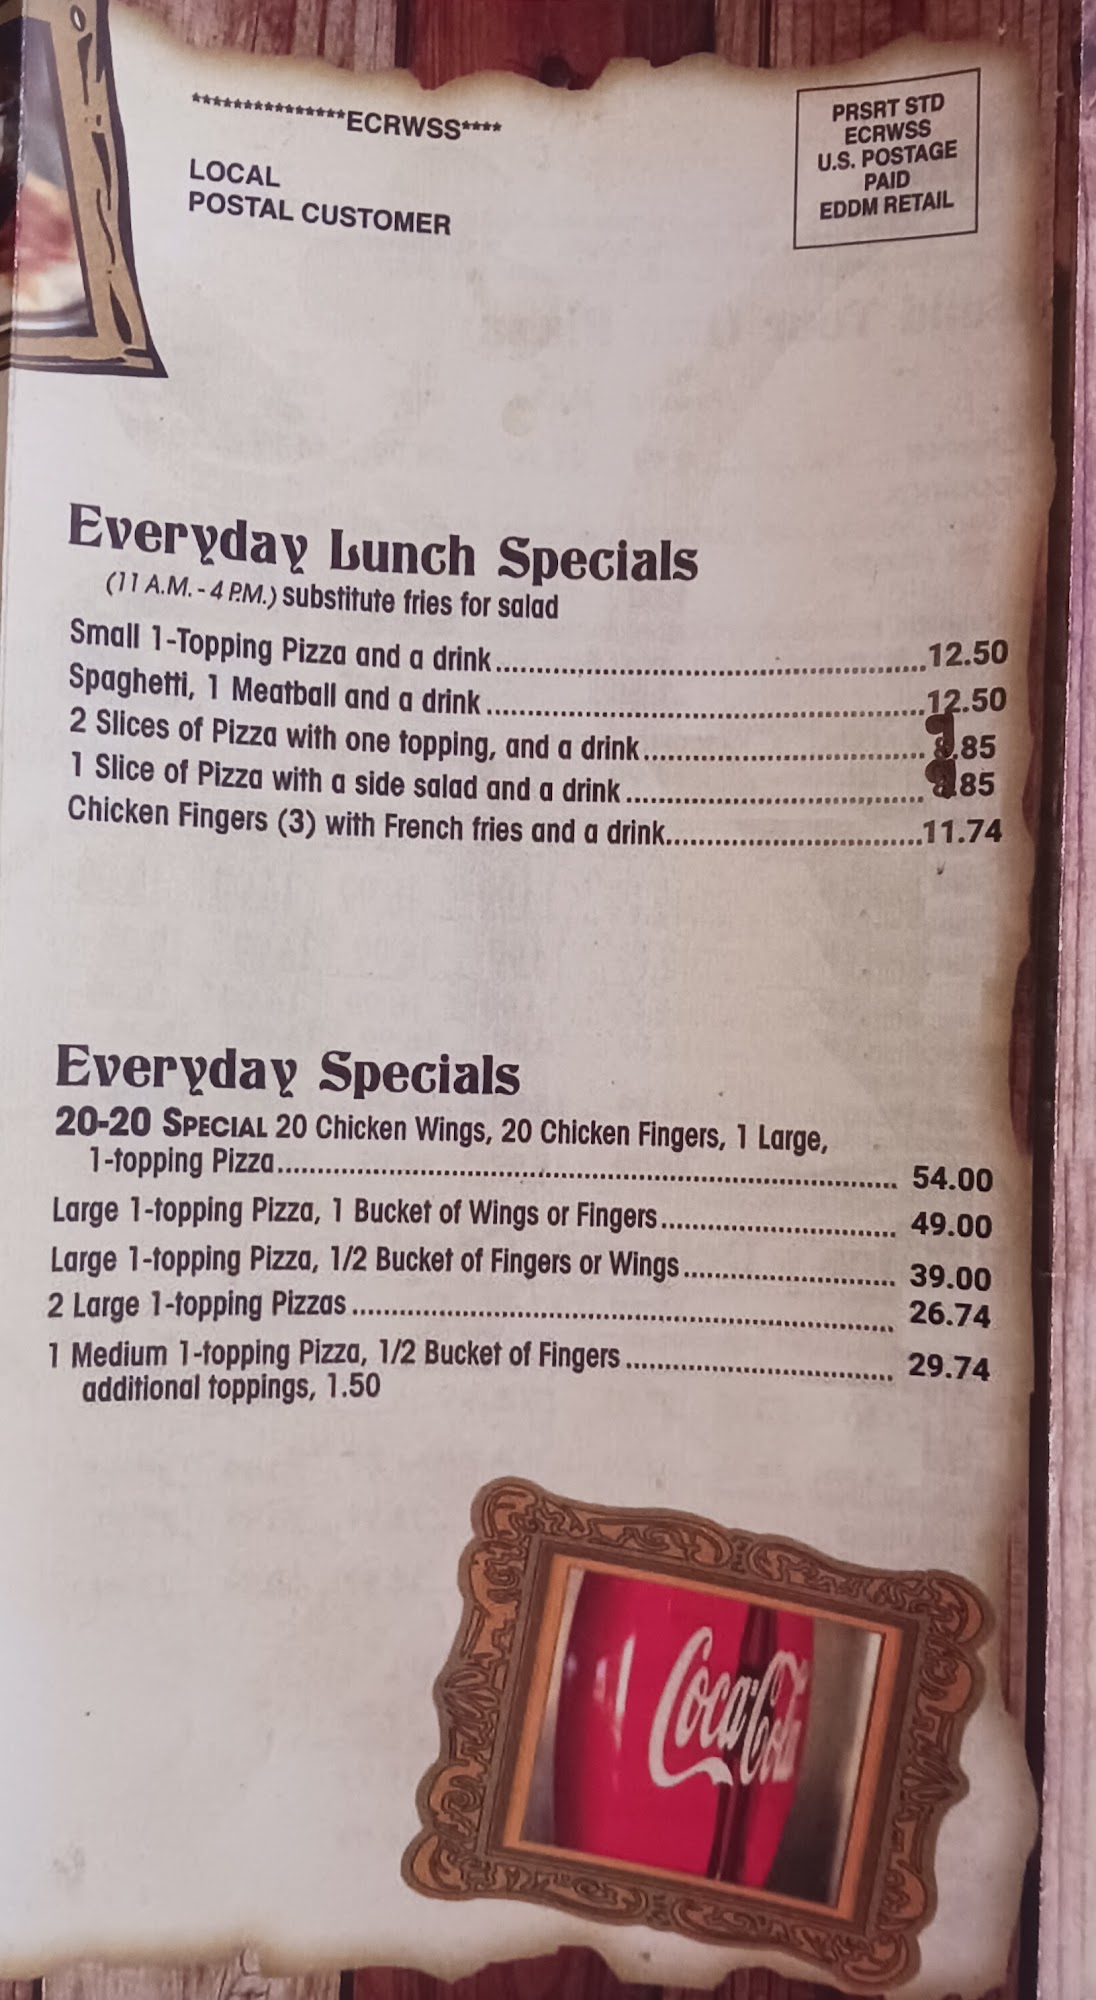 ***************ECRWSS****
LOCAL
POSTAL CUSTOMER
PRSRT STD
ECRWSS
U.S. POSTAGE
PAID
EDDM RETAIL
Everyday Lunch Specials
(11 A.M. - 4 P.M.) substitute fries for salad
Small 1-Topping Pizza and a drink 12.50
Spaghetti, 1 Meatball and a drink 12.50
2 Slices of Pizza with one topping, and a drink 9.85
1 Slice of Pizza with a side salad and a drink 9.85
Chicken Fingers (3) with French fries and a drink 11.74
Everyday Specials
20-20 SPECIAL 20 Chicken Wings, 20 Chicken Fingers, 1 Large,
1-topping Pizza 54.00
Large 1-topping Pizza, 1 Bucket of Wings or Fingers 49.00
Large 1-topping Pizza, 1/2 Bucket of Fingers or Wings 39.00
2 Large 1-topping Pizzas 26.74
1 Medium 1-topping Pizza, 1/2 Bucket of Fingers 29.74
additional toppings, 1.50
Coca-Cola